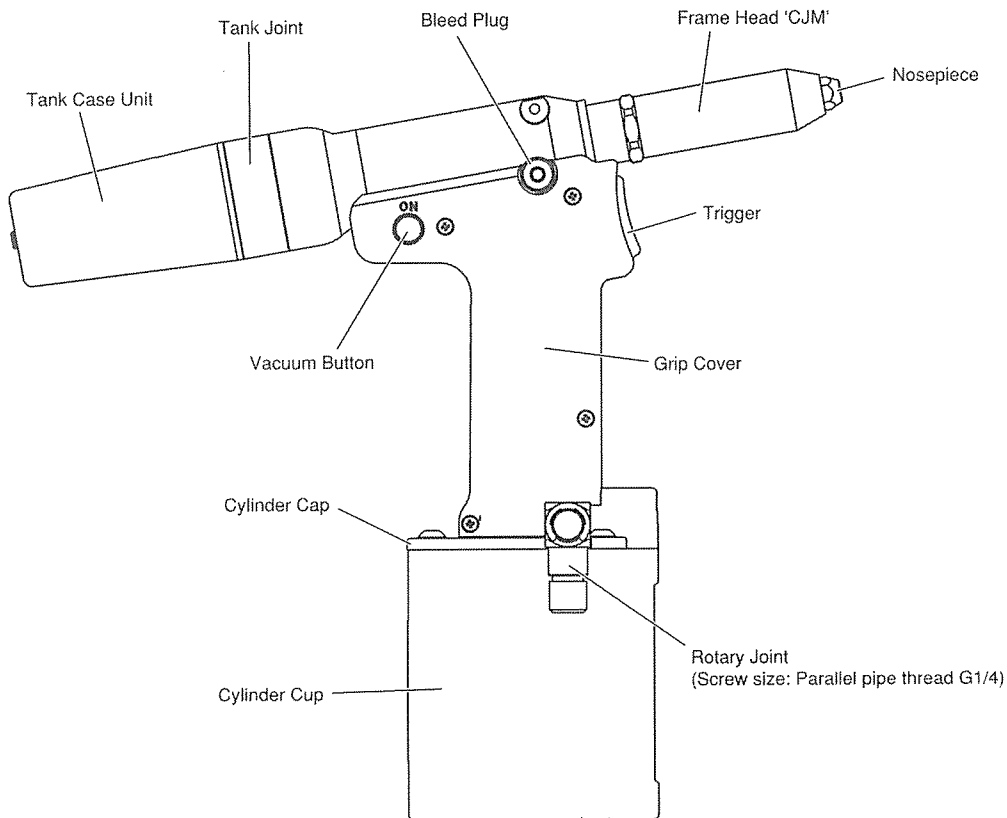 Bleed Plug
Frame Head 'CJM'
Tank Joint
Nosepiece
Tank Case Unit
ON
Trigger
Vacuum Button
Grip Cover
Cylinder Cap
Rotary Joint
(Screw size: Parallel pipe thread G1/4)
Cylinder Cup